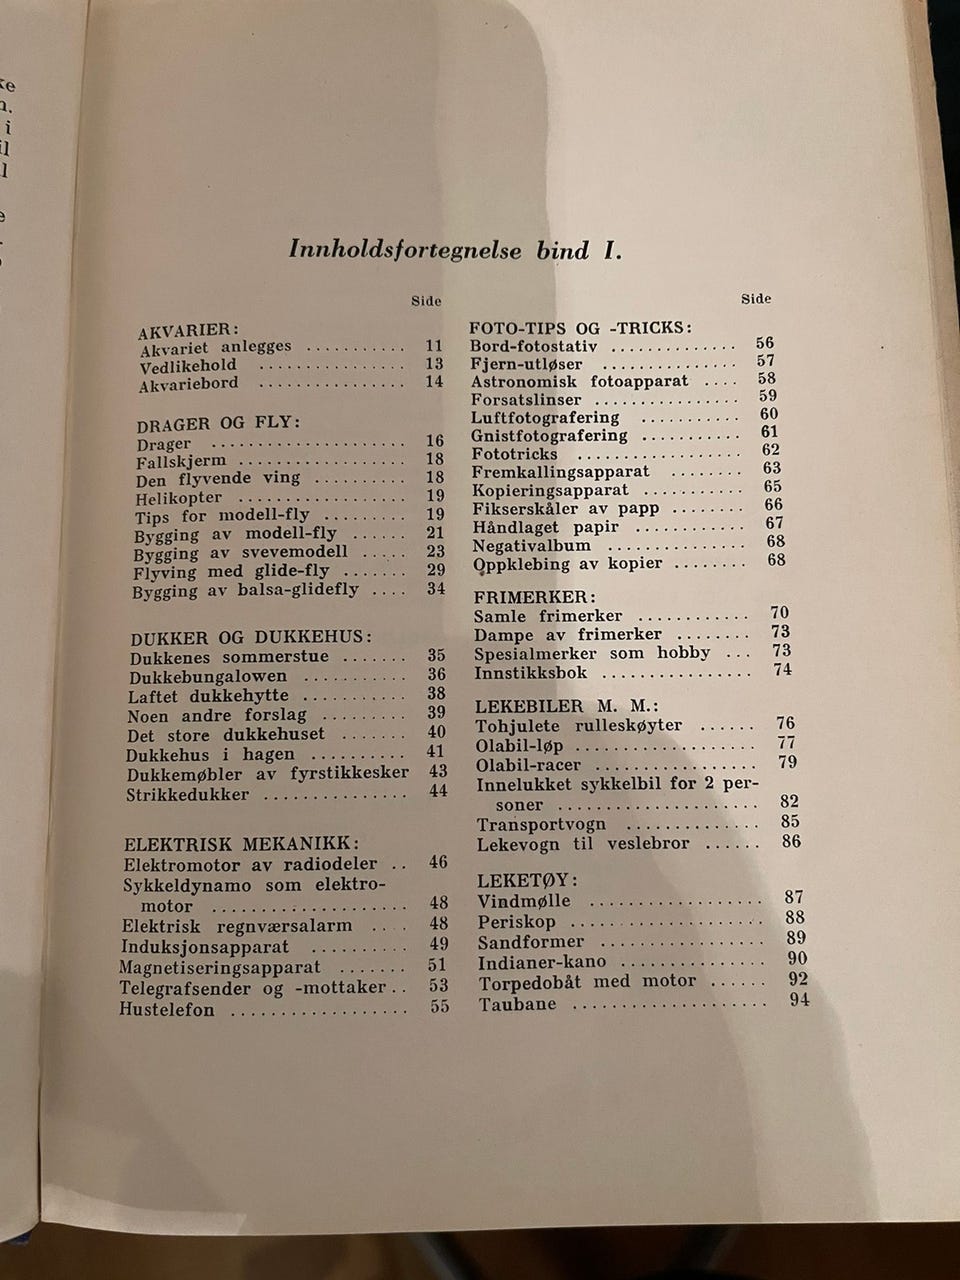 Innholdsfortegnelse bind I.
Side
AKVARIER:
Akvariet anlegges ........... 11
Vedlikehold ............... 13
Akvariebord ............... 14
DRAGER OG FLY:
Drager .................... 16
Fallskjerm ................. 18
Den flyvende ving .......... 18
Helikopter ................. 19
Tips for modell-fly ......... 19
Bygging av modell-fly ...... 21
Bygging av svevemodell ..... 23
Flyving med glide-fly ....... 29
Bygging av balsa-glidefly .... 34
DUKKER OG DUKKEHUS:
Dukkenes sommerstue ....... 35
Dukkebungalowen ........... 36
Laftet dukkehytte ........... 38
Noen andre forslag ......... 39
Det store dukkehuset ....... 40
Dukkehus i hagen .......... 41
Dukkemøbler av fyrstikkesker 43
Strikkedukker ............... 44
ELEKTRISK MEKANIKK:
Elektromotor av radiodeler .. 46
Sykkeldynamo som elektro-
motor .................... 48
Elektrisk regnværsalarm .... 48
Induksjonsapparat .......... 49
Magnetiseringsapparat ....... 51
Telegrafsender og -mottaker.. 53
Hustelefon .................. 55
Side
FOTO-TIPS OG -TRICKS:
Bord-fotostativ .............. 56
Fjern-utløser .............. 57
Astronomisk fotoapparat .... 58
Forsatslinser ............... 59
Luftfotografering .......... 60
Gnistfotografering .......... 61
Fototricks ................ 62
Fremkallingsapparat ........ 63
Kopieringsapparat .......... 65
Fikserskåler av papp ........ 66
Håndlaget papir ........... 67
Negativalbum .............. 68
Oppklebing av kopier ........ 68
FRIMERKER:
Samle frimerker ............ 70
Dampe av frimerker ........ 73
Spesialmerker som hobby ... 73
Innstikksbok ............... 74
LEKEBILER M. M.:
Tohjulete rulleskøyter ...... 76
Olabil-løp .................. 77
Olabil-racer ................ 79
Innelukket sykkelbil for 2 per-
soner .................... 82
Transportvogn .............. 85
Lekevogn til veslebror ...... 86
LEKETØY:
Vindmølle ................. 87
Periskop ................... 88
Sandformer ................ 89
Indianer-kano .............. 90
Torpedobåt med motor ...... 92
Taubane ................... 94